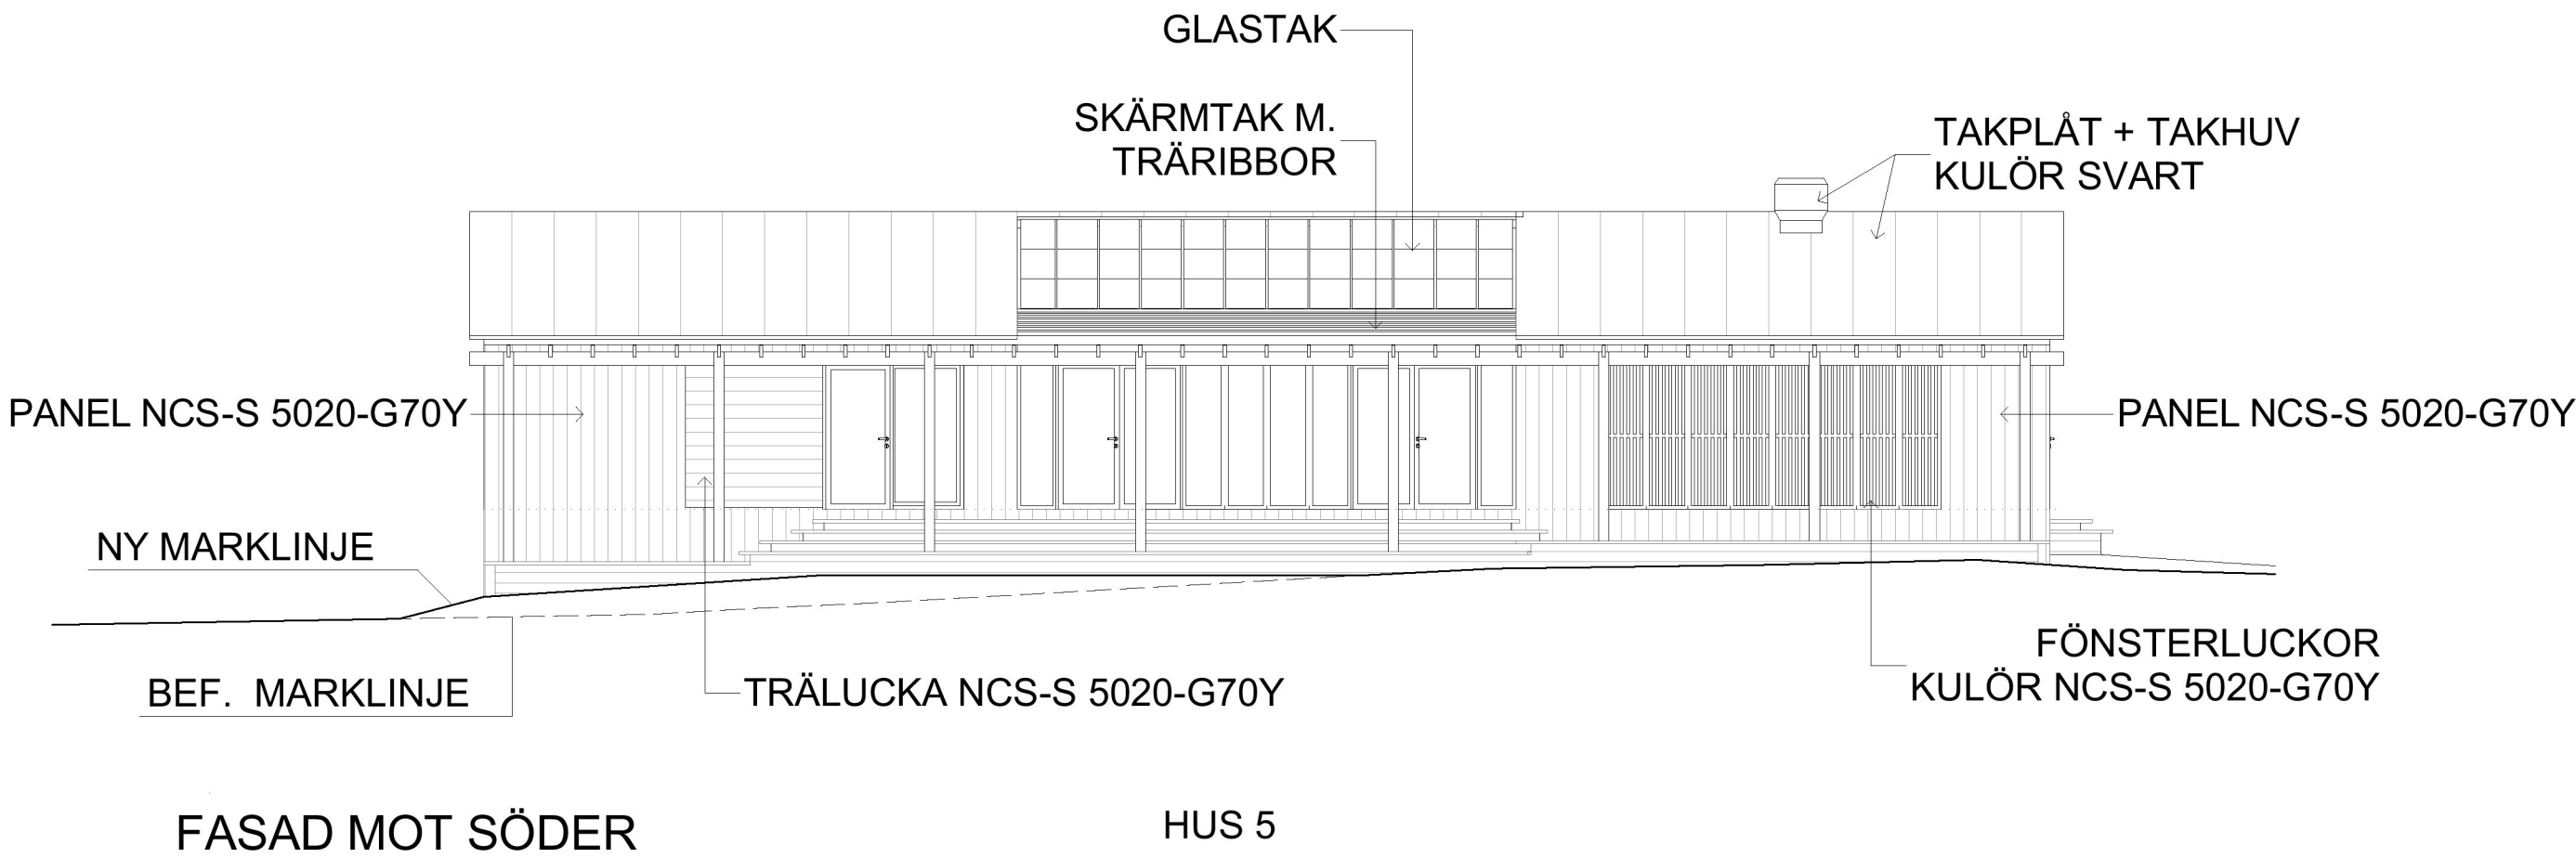 GLASTAK
SKÄRMTAK M.
TRÄRIBBOR
TAKPLÅT + TAKHUV
KULÖR SVART
PANEL NCS-S 5020-G70Y
PANEL NCS-S 5020-G70Y
NY MARKLINJE
BEF. MARKLINJE
TRÄLUCKA NCS-S 5020-G70Y
FÖNSTERLUCKOR
KULÖR NCS-S 5020-G70Y
FASAD MOT SÖDER
HUS 5